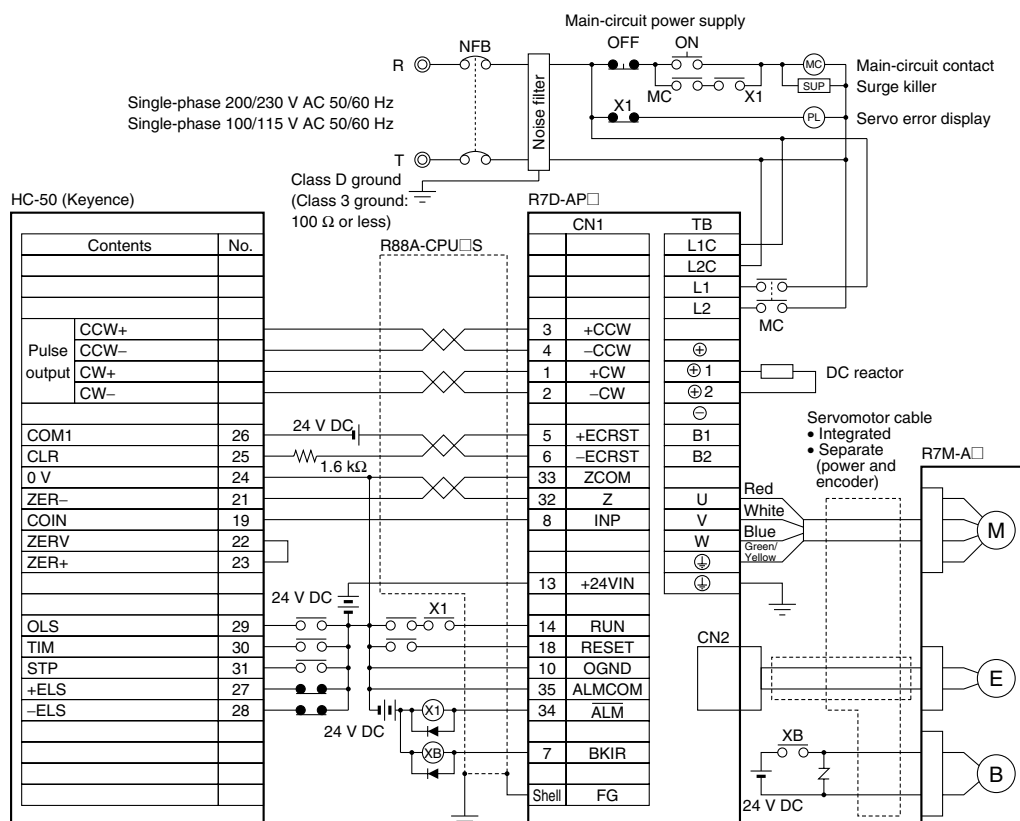 Main-circuit power supply
NFB
OFF ON
R
MC
Main-circuit contact
SUP
Surge killer
MC X1
Single-phase 200/230 V AC 50/60 Hz
Single-phase 100/115 V AC 50/60 Hz
Noise filter
X1
PL
Servo error display
T
Class D ground
(Class 3 ground:
100 Ω or less)
HC-50 (Keyence)
R7D-AP□
CN1 TB
Contents No.
R88A-CPU□S
L1C
L2C
L1
L2
MC
Pulse output
CCW+
3 +CCW
CCW−
4 −CCW ⊕
CW+
1 +CW ⊕1
DC reactor
CW−
2 −CW ⊕2
⊖
24 V DC
COM1 26
5 +ECRST B1
CLR 25
1.6 kΩ
6 −ECRST B2
0 V 24
33 ZCOM
ZER− 21
32 Z U
COIN 19
8 INP V
ZERV 22
W
ZER+ 23
Red
White
Blue
Green/
Yellow
Servomotor cable
• Integrated
• Separate
(power and
encoder)
R7M-A□
M
24 V DC
13 +24VIN
X1
OLS 29
14 RUN
TIM 30
18 RESET
STP 31
10 OGND
+ELS 27
35 ALMCOM
−ELS 28
24 V DC
X1
34 ALM
XB
7 BKIR
Shell FG
CN2
E
XB
24 V DC
B